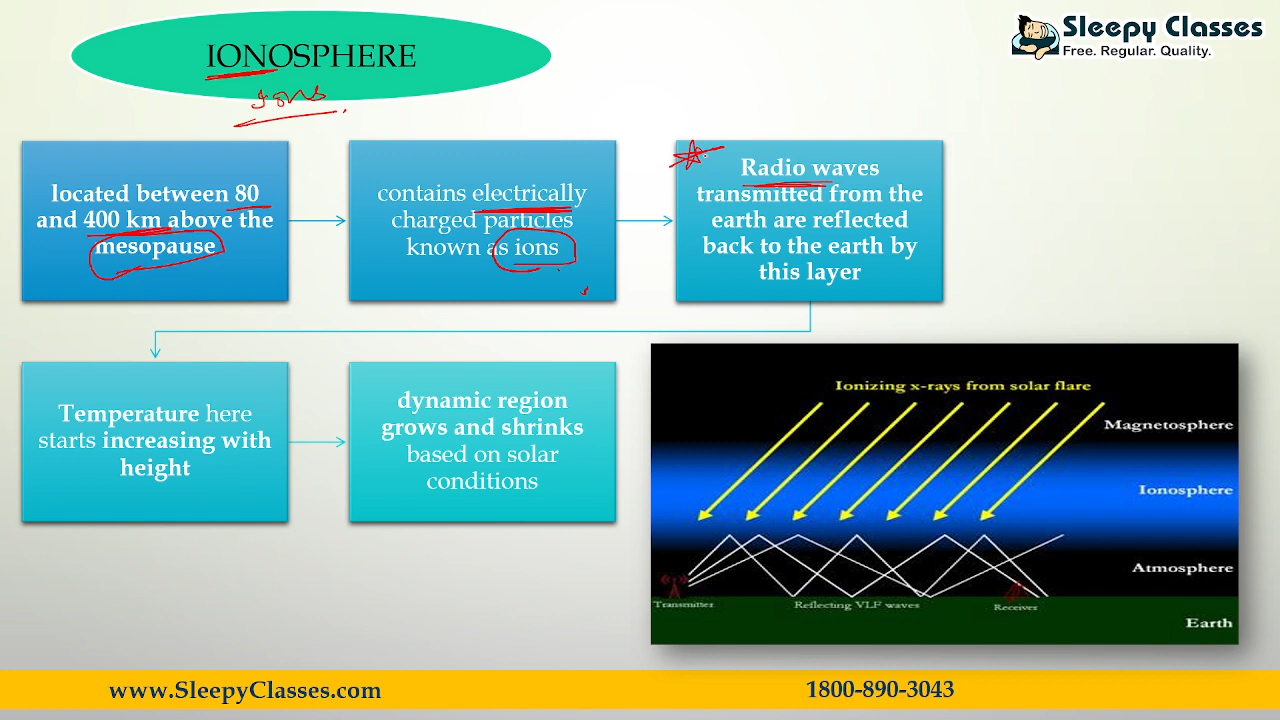 IONOSPHERE
Ions
Sleepy Classes
Free. Regular. Quality.
located between 80
and 400 km above the
mesopause
contains electrically
charged particles
known as ions
Radio waves
transmitted from the
earth are reflected
back to the earth by
this layer
Temperature here
starts increasing with
height
dynamic region
grows and shrinks
based on solar
conditions
Ionizing x-rays from solar flare
Magnetosphere
Ionosphere
Atmosphere
Transmitter
Reflecting VLF waves
Receives
Earth
www.SleepyClasses.com
1800-890-3043